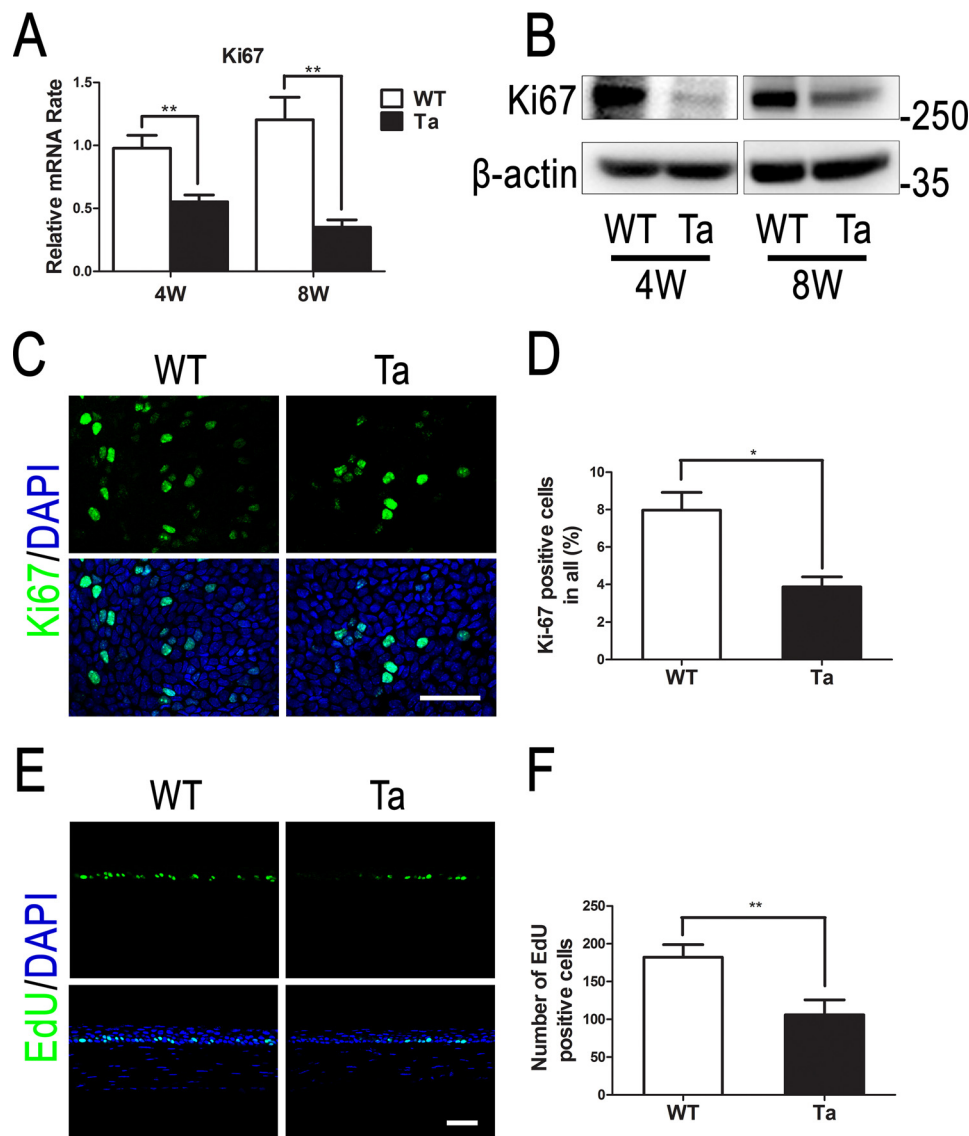 A
Ki67
Relative mRNA Rate
1.5
1.0
0.5
0.0
**
**
4W
8W
WT
Ta
B
Ki67
-250
β-actin
-35
WT Ta WT Ta
4W 8W
C
WT Ta
Ki67/DAPI
D
Ki-67 positive cells
in all (%)
10
8
6
4
2
0
*
WT Ta
E
WT Ta
EdU/DAPI
F
Number of EdU
positive cells
250
200
150
100
50
0
**
WT Ta